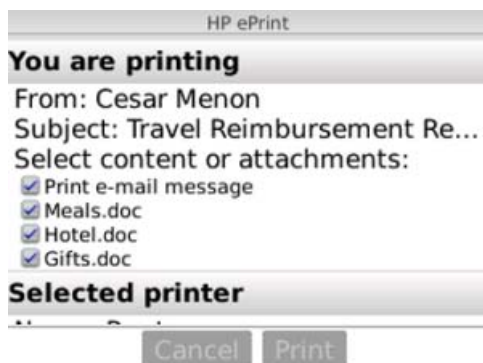 HP ePrint
You are printing
From: Cesar Menon
Subject: Travel Reimbursement Re...
Select content or attachments:
Print e-mail message
Meals.doc
Hotel.doc
Gifts.doc
Selected printer
Cancel Print